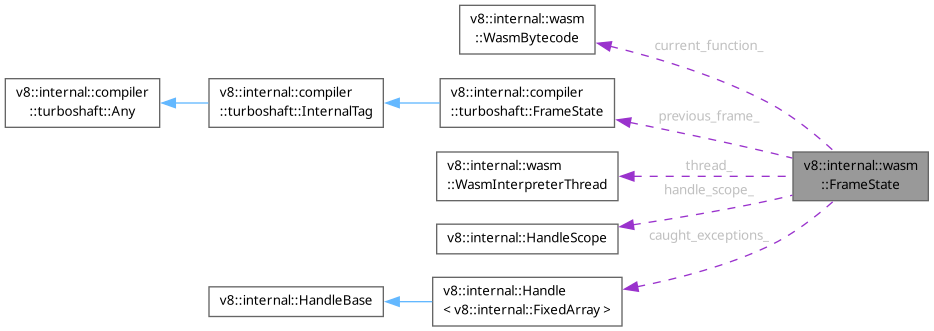 v8::internal::wasm
::WasmBytecode
current_function_
v8::internal::compiler
::turboshaft::Any
v8::internal::compiler
::turboshaft::InternalTag
v8::internal::compiler
::turboshaft::FrameState
previous_frame_
v8::internal::wasm
::WasmInterpreterThread
thread_
v8::internal::wasm
::FrameState
handle_scope_
v8::internal::HandleScope
caught_exceptions_
v8::internal::HandleBase
v8::internal::Handle
< v8::internal::FixedArray >